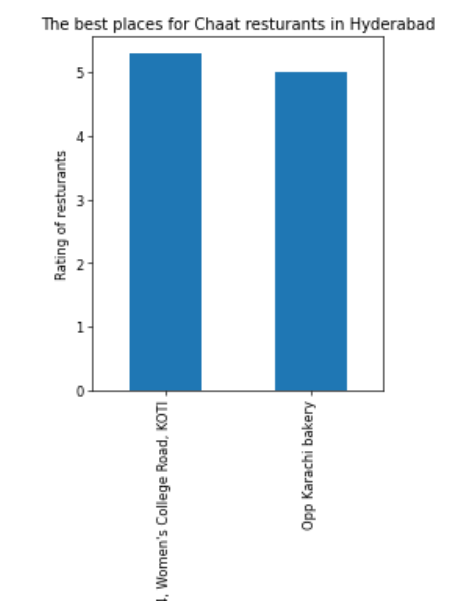 The best places for Chaat resturants in Hyderabad
Rating of resturants
5
4
3
2
1
0
, Women's College Road, KOTI
Opp Karachi bakery